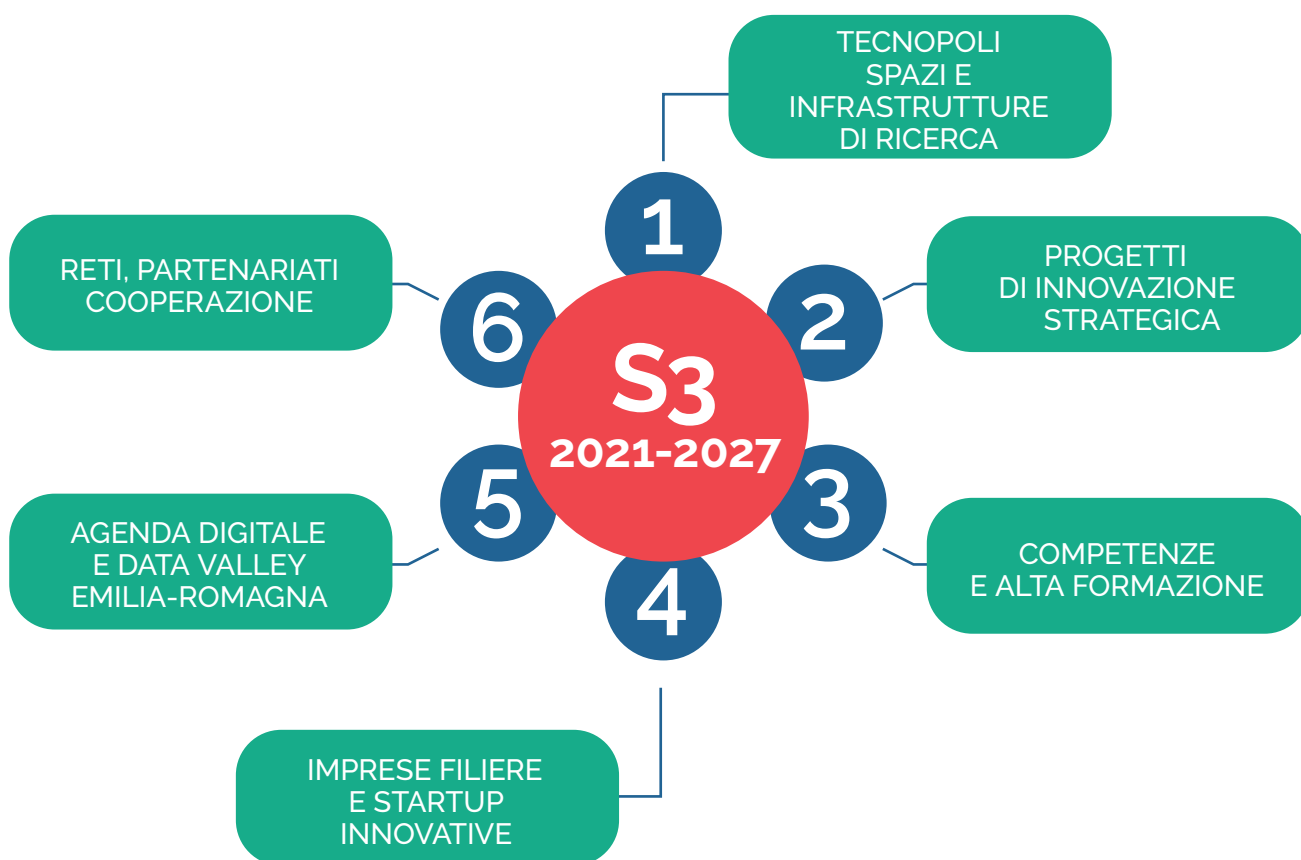 TECNOPOLI
SPAZI E
INFRASTRUTTURE
DI RICERCA
1
RETI, PARTENARIATI
COOPERAZIONE
6
2
PROGETTI
DI INNOVAZIONE
STRATEGICA
S3
2021-2027
AGENDA DIGITALE
E DATA VALLEY
EMILIA-ROMAGNA
5
3
COMPETENZE
E ALTA FORMAZIONE
4
IMPRESE FILIERE
E STARTUP
INNOVATIVE